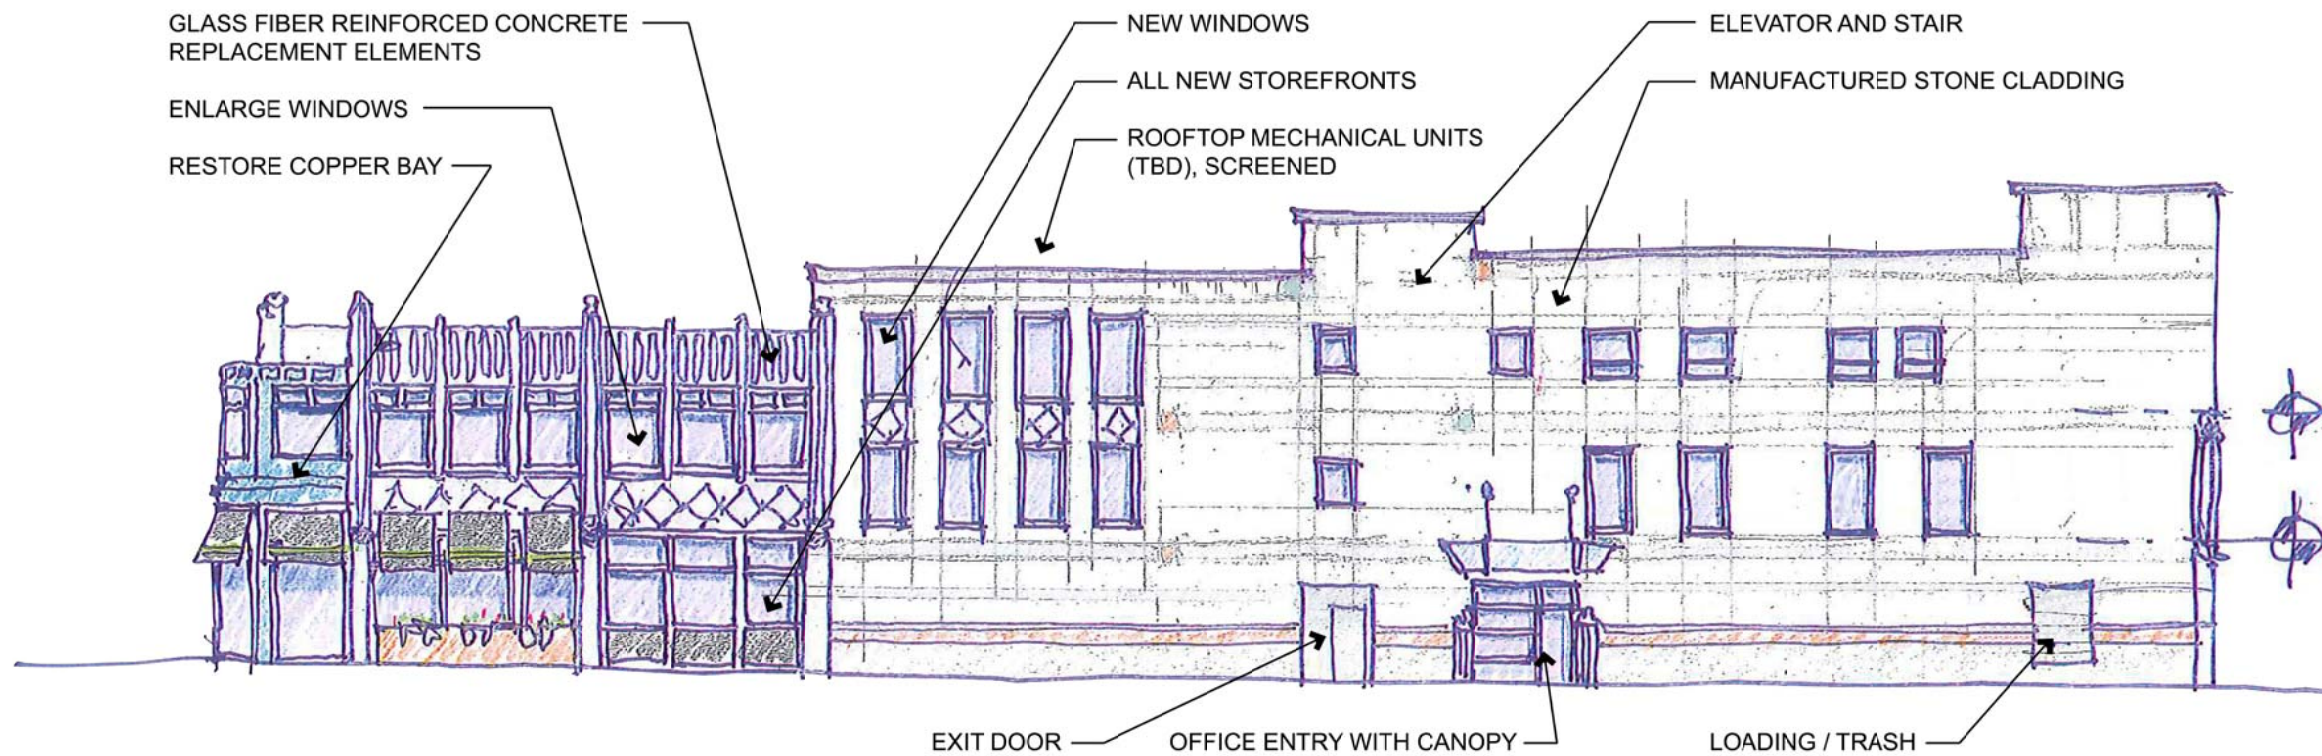 GLASS FIBER REINFORCED CONCRETE
REPLACEMENT ELEMENTS
ENLARGE WINDOWS
RESTORE COPPER BAY
NEW WINDOWS
ALL NEW STOREFRONTS
ROOFTOP MECHANICAL UNITS
(TBD), SCREENED
ELEVATOR AND STAIR
MANUFACTURED STONE CLADDING
EXIT DOOR
OFFICE ENTRY WITH CANOPY
LOADING / TRASH